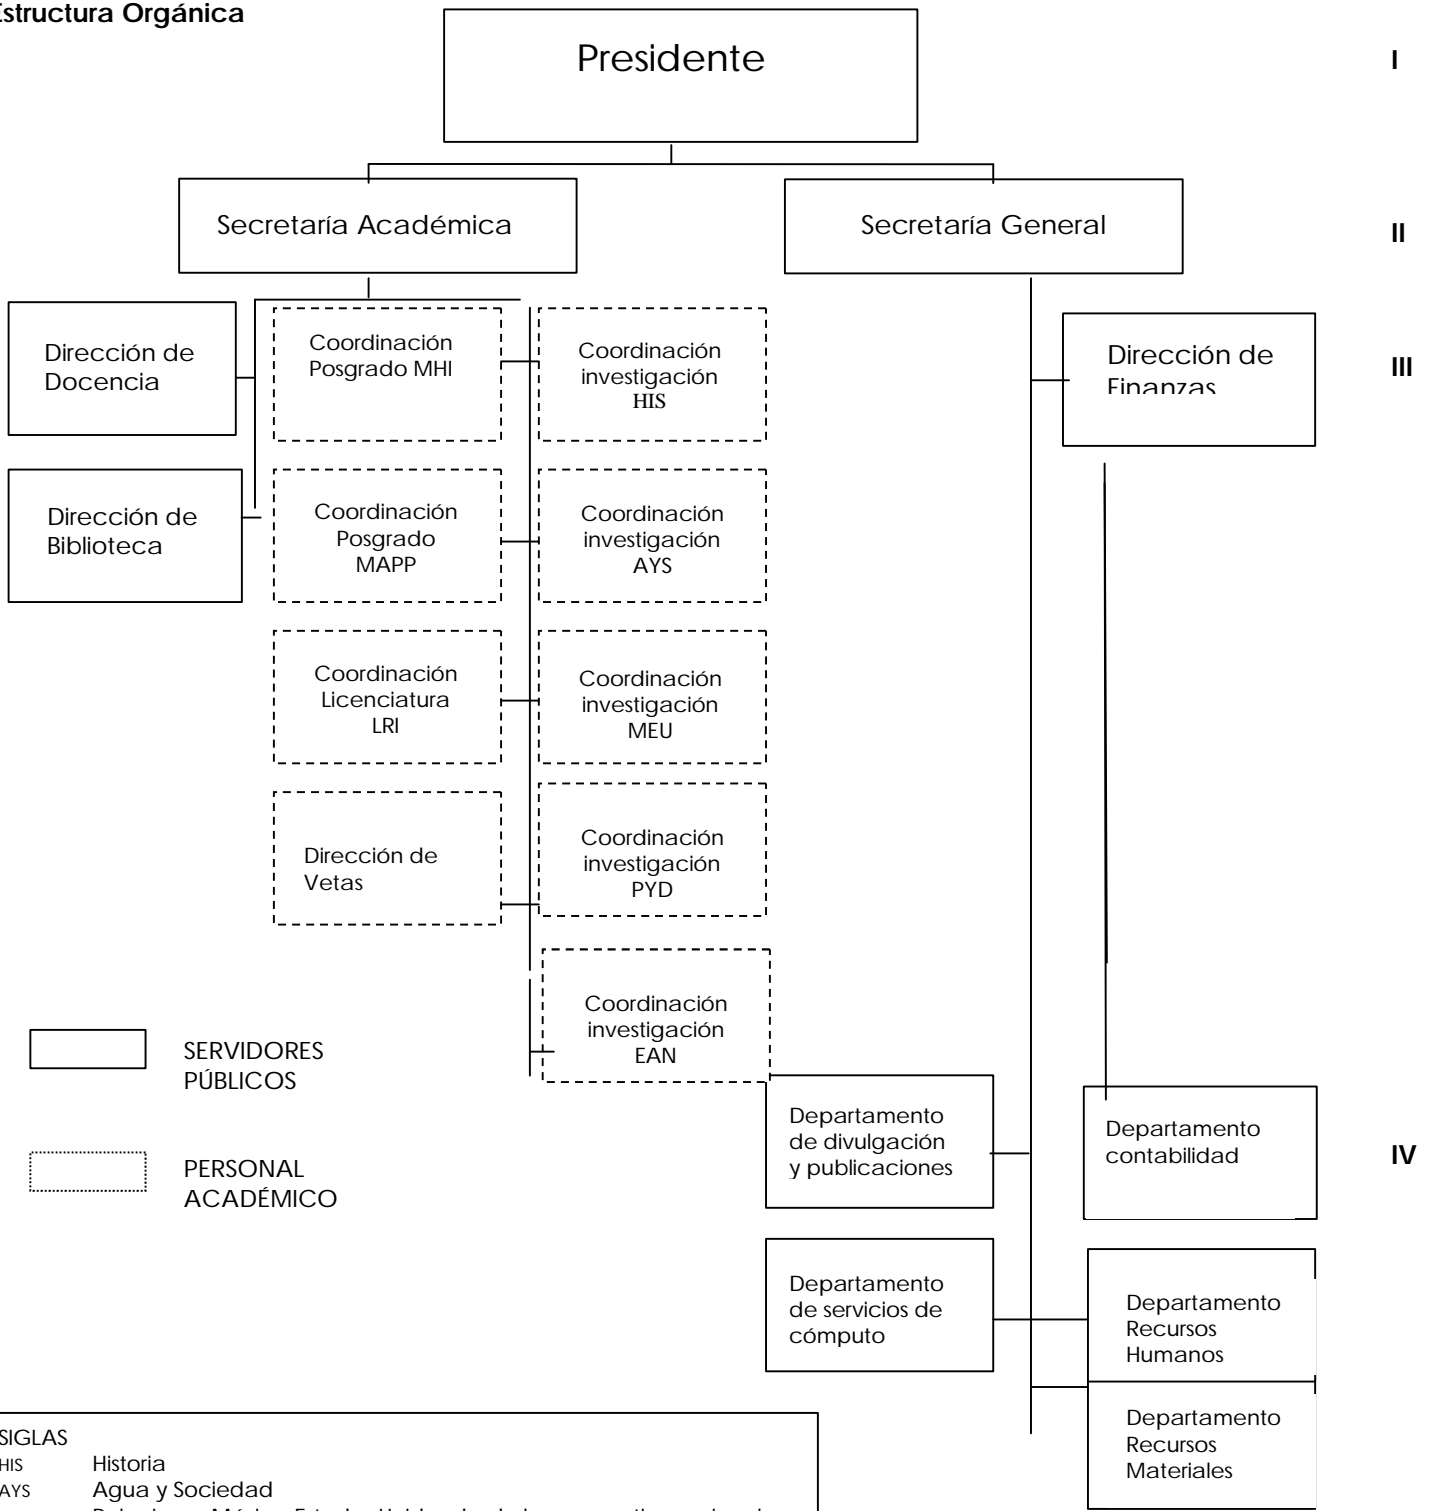 Estructura Orgánica
Presidente
I
Secretaría Académica
Secretaría General
II
Dirección de
Docencia
Coordinación
Posgrado MHI
Coordinación
investigación
HIS
Dirección de
Finanzas
III
Dirección de
Biblioteca
Coordinación
Posgrado
MAPP
Coordinación
investigación
AYS
Coordinación
Licenciatura
LRI
Coordinación
investigación
MEU
Dirección de
Vetas
Coordinación
investigación
PYD
Coordinación
investigación
EAN
SERVIDORES
PÚBLICOS
PERSONAL
ACADÉMICO
Departamento
de divulgación
y publicaciones
Departamento
contabilidad
IV
Departamento
de servicios de
cómputo
Departamento
Recursos
Humanos
Departamento
Recursos
Materiales
SIGLAS
HIS Historia
AYS Agua y Sociedad